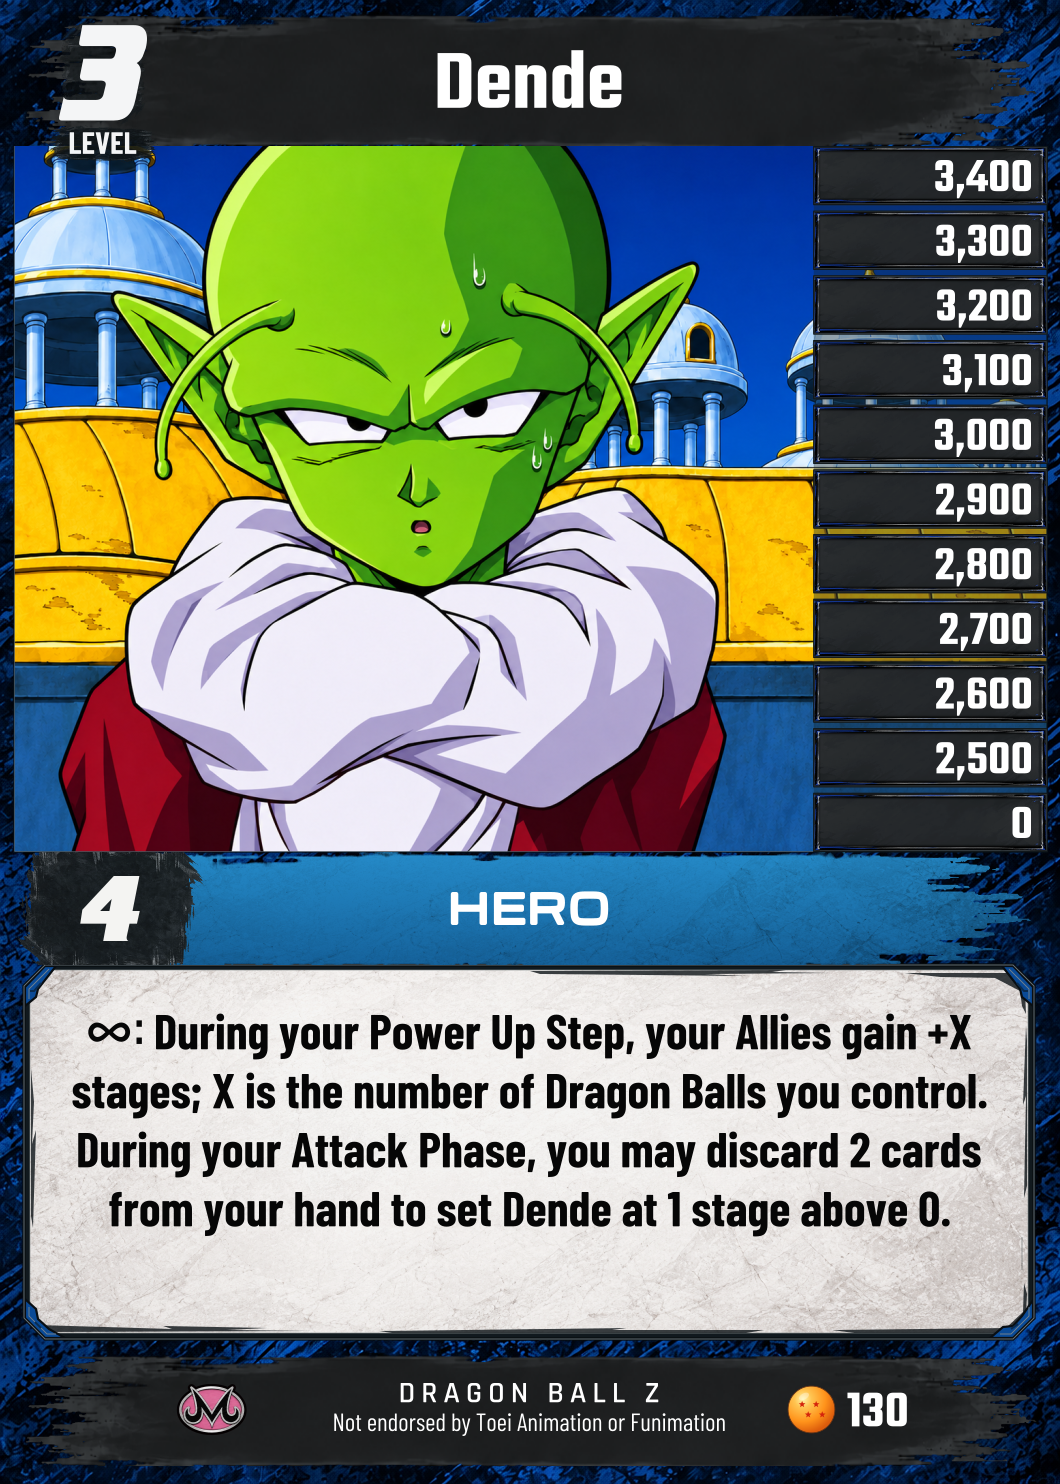 3
LEVEL
Dende
3,400
3,300
3,200
3,100
3,000
2,900
2,800
2,700
2,600
2,500
0
4
HERO
∞: During your Power Up Step, your Allies gain +X
stages; X is the number of Dragon Balls you control.
During your Attack Phase, you may discard 2 cards
from your hand to set Dende at 1 stage above 0.
M
DRAGON BALL Z
Not endorsed by Toei Animation or Funimation
130